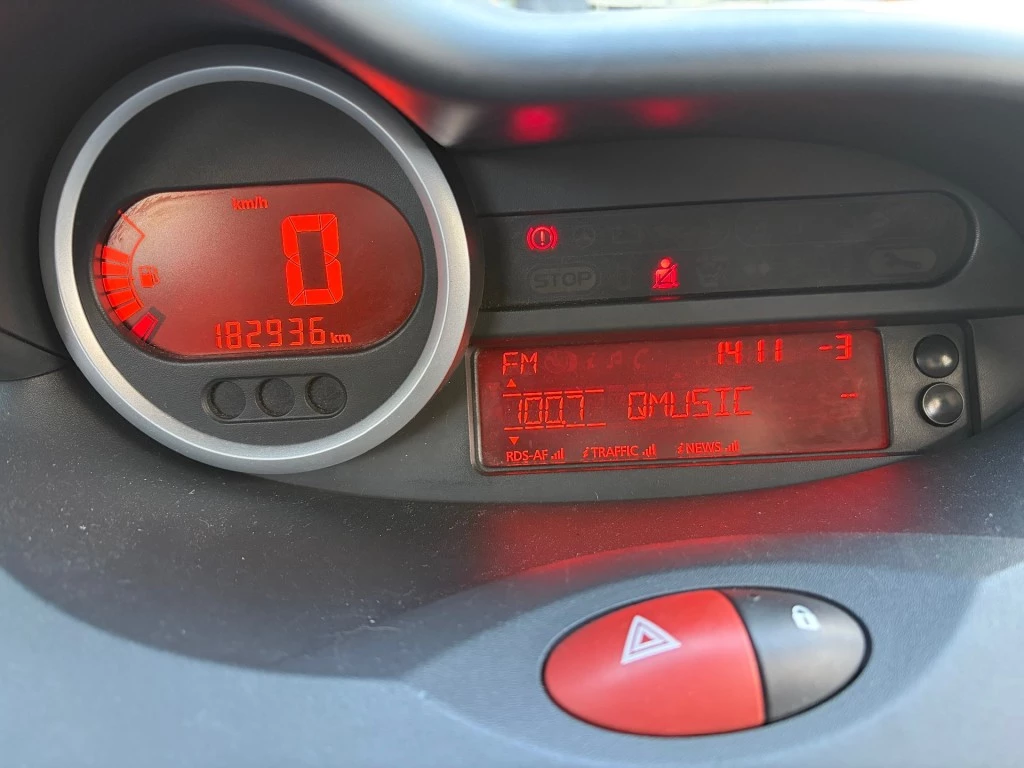 km/h
0
182936 km
STOP
FM 14 11 -3
100.7 QMUSIC
RDS-AF TRAFFIC NEWS